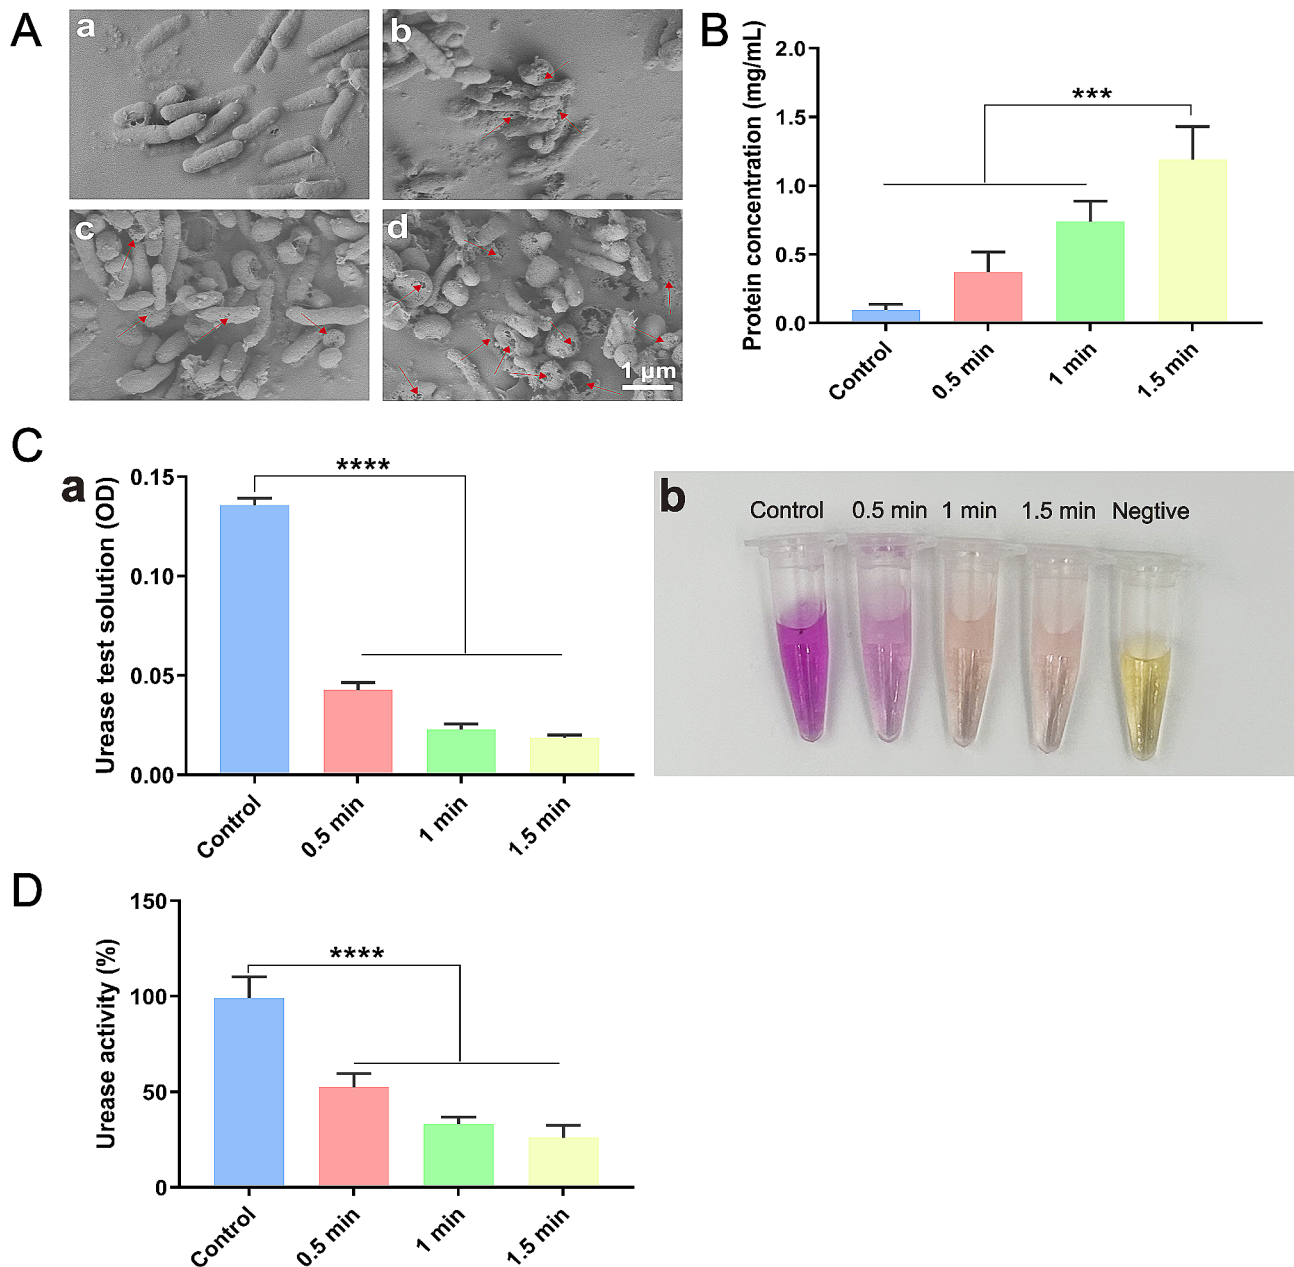 A
a
b
c
d
1 μm
B
Protein concentration (mg/mL)
2.0
1.5
1.0
0.5
0.0
***
Control
0.5 min
1 min
1.5 min
C
a
Urease test solution (OD)
0.15
0.10
0.05
0.00
****
Control
0.5 min
1 min
1.5 min
b
Control 0.5 min 1 min 1.5 min Negtive
D
Urease activity (%)
150
100
50
0
****
Control
0.5 min
1 min
1.5 min